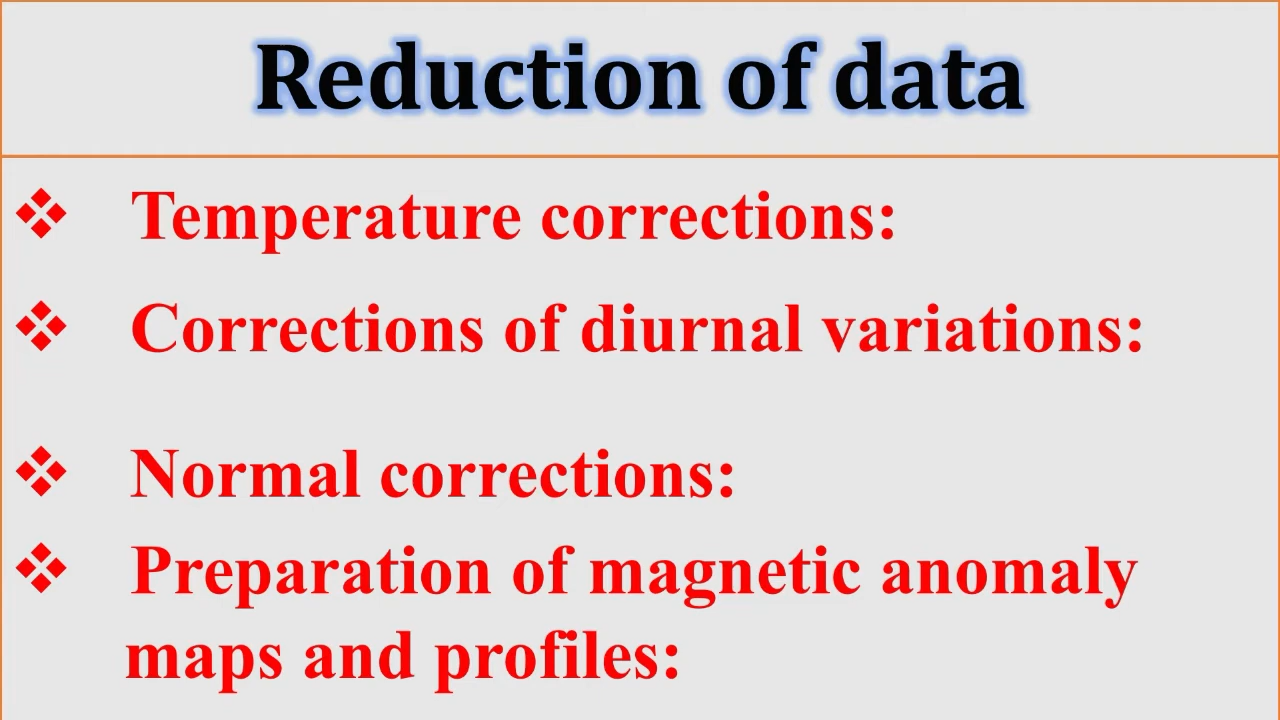 Reduction of data
❖ Temperature corrections:
❖ Corrections of diurnal variations:
❖ Normal corrections:
❖ Preparation of magnetic anomaly
maps and profiles: